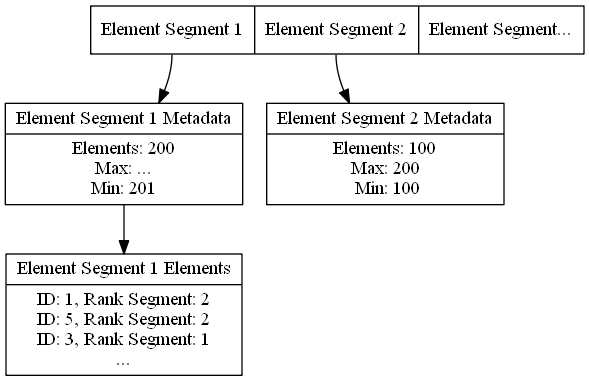 Element Segment 1
Element Segment 2
Element Segment...
Element Segment 1 Metadata
Elements: 200
Max: ...
Min: 201
Element Segment 2 Metadata
Elements: 100
Max: 200
Min: 100
Element Segment 1 Elements
ID: 1, Rank Segment: 2
ID: 5, Rank Segment: 2
ID: 3, Rank Segment: 1
...